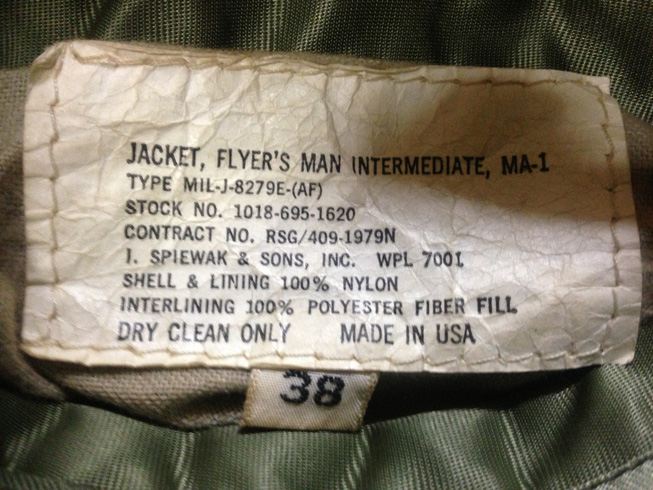 JACKET, FLYER'S MAN INTERMEDIATE, MA-1
TYPE MIL-J-8279E-(AF)
STOCK NO. 1018-695-1620
CONTRACT NO. RSG/409-1979N
I. SPIEWAK & SONS, INC. WPL 7001
SHELL & LINING 100% NYLON
INTERLINING 100% POLYESTER FIBER FILL
DRY CLEAN ONLY MADE IN USA
38